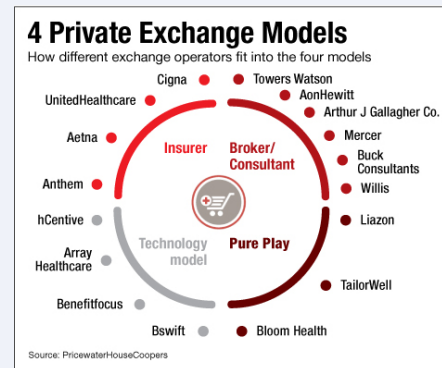 4 Private Exchange Models
How different exchange operators fit into the four models
Cigna
Towers Watson
UnitedHealthcare
AonHewitt
Arthur J Gallagher Co.
Aetna
Mercer
Insurer
Broker/
Consultant
Buck
Consultants
Anthem
Willis
hCentive
Liazon
Technology
model
Pure Play
Array
Healthcare
TailorWell
Benefitfocus
Bswift
Bloom Health
Source: PricewaterHouseCoopers